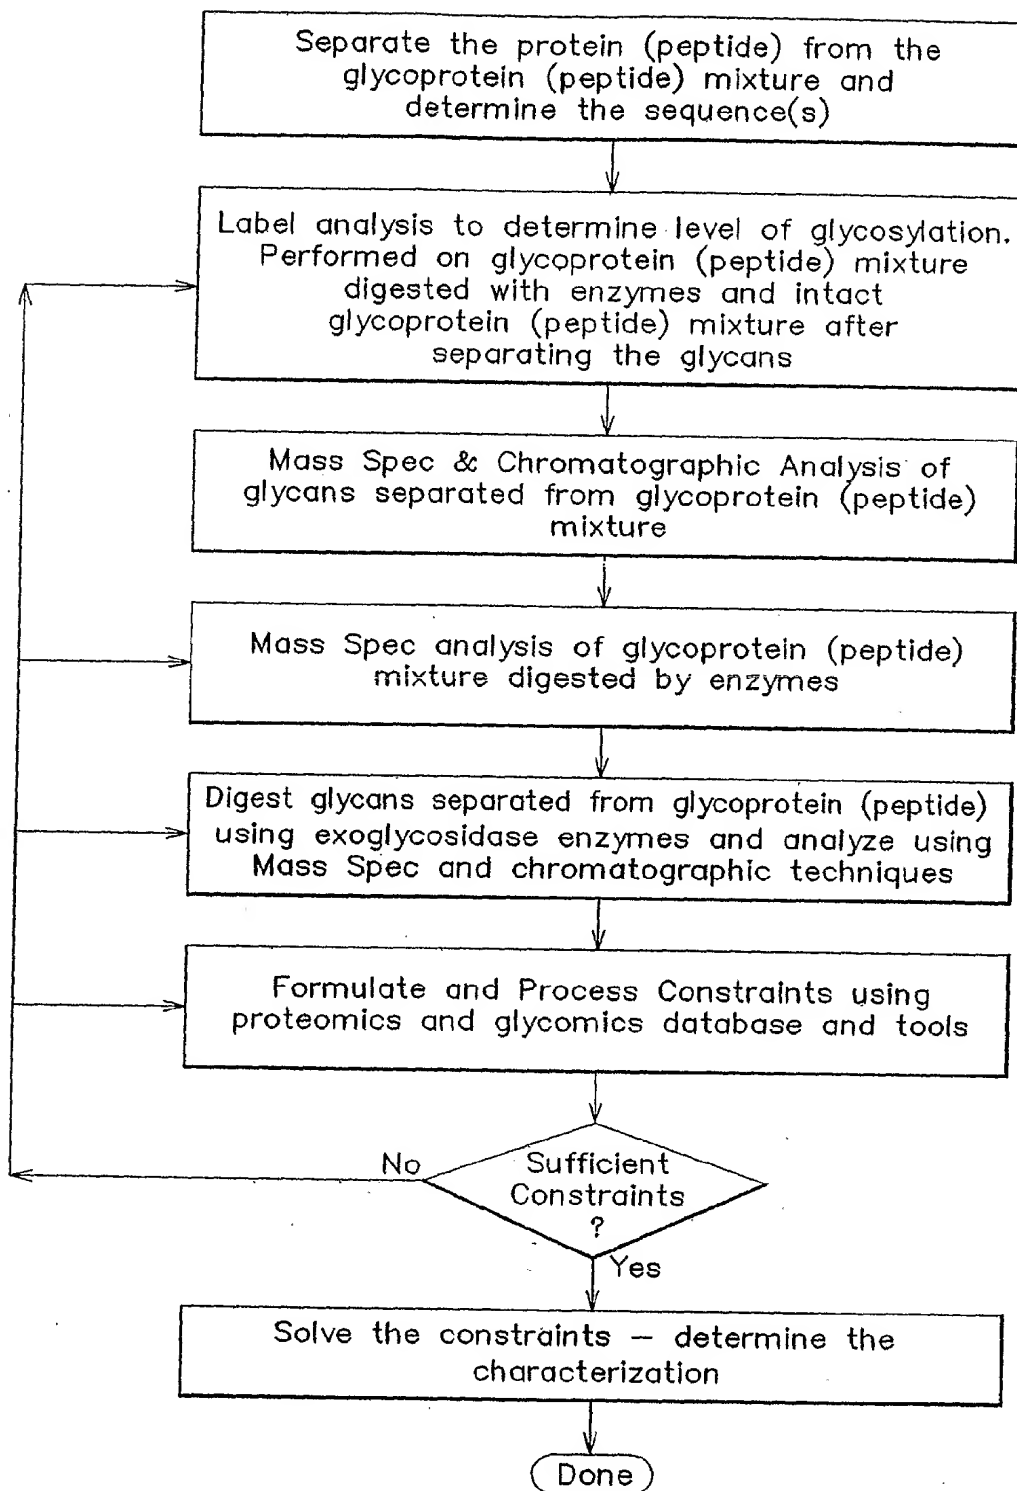 Separate the protein (peptide) from the
glycoprotein (peptide) mixture and
determine the sequence(s)
Label analysis to determine level of glycosylation.
Performed on glycoprotein (peptide) mixture
digested with enzymes and intact
glycoprotein (peptide) mixture after
separating the glycans
Mass Spec & Chromatographic Analysis of
glycans separated from glycoprotein (peptide)
mixture
Mass Spec analysis of glycoprotein (peptide)
mixture digested by enzymes
Digest glycans separated from glycoprotein (peptide)
using exoglycosidase enzymes and analyze using
Mass Spec and chromatographic techniques
Formulate and Process Constraints using
proteomics and glycomics database and tools
No
Sufficient
Constraints
?
Yes
Solve the constraints – determine the
characterization
Done